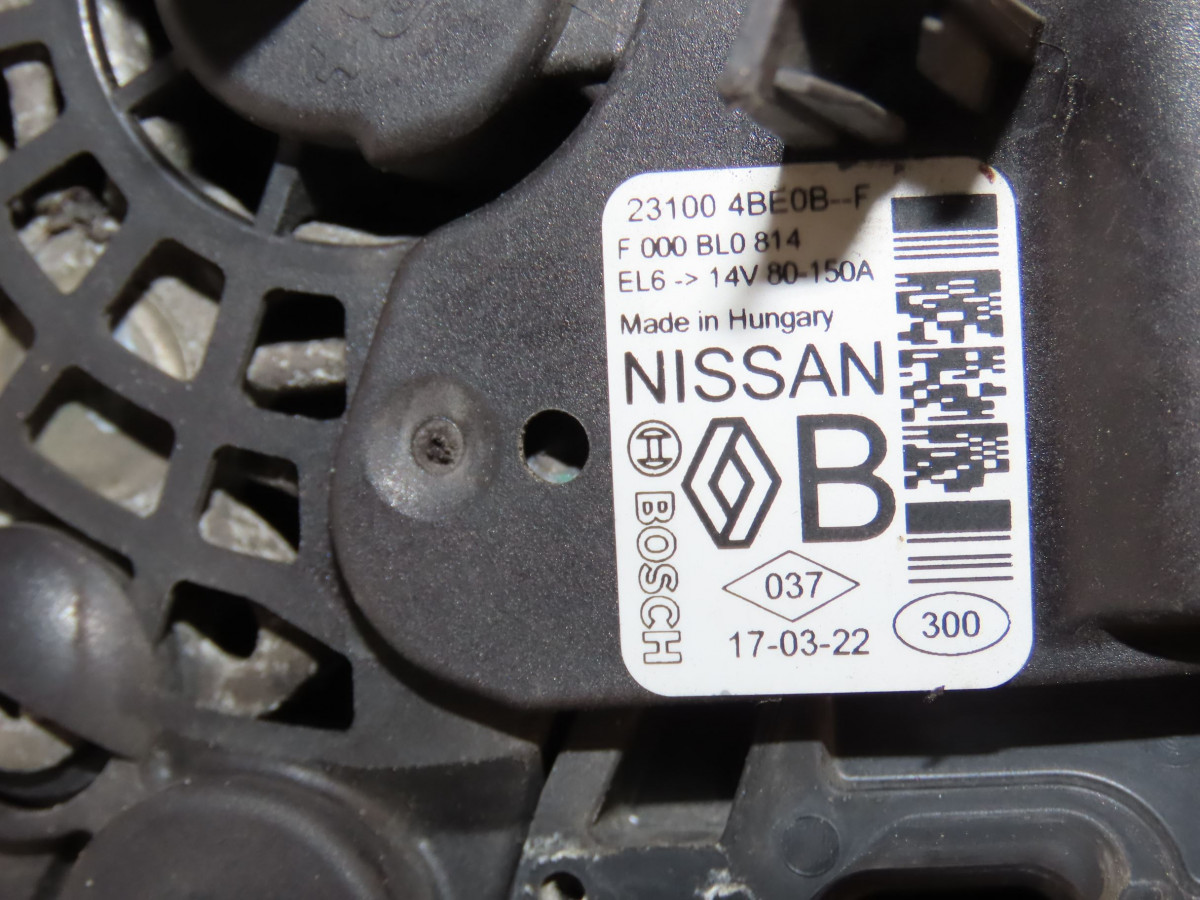 23100 4BE0B--F
F 000 BL0 814
EL6 -> 14V 80-150A
Made in Hungary
NISSAN
BOSCH
B
037
17-03-22
300